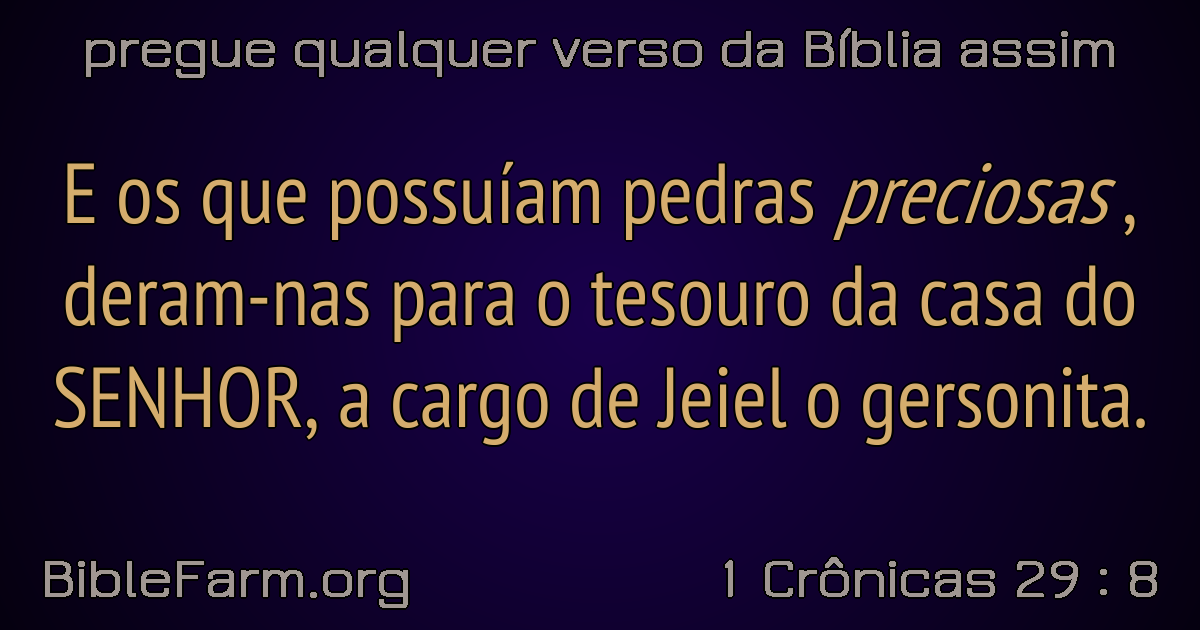 pregue qualquer verso da Bíblia assim
E os que possuíam pedras preciosas ,
deram-nas para o tesouro da casa do
SENHOR, a cargo de Jeiel o gersonita.
BibleFarm.org
1 Crônicas 29 : 8